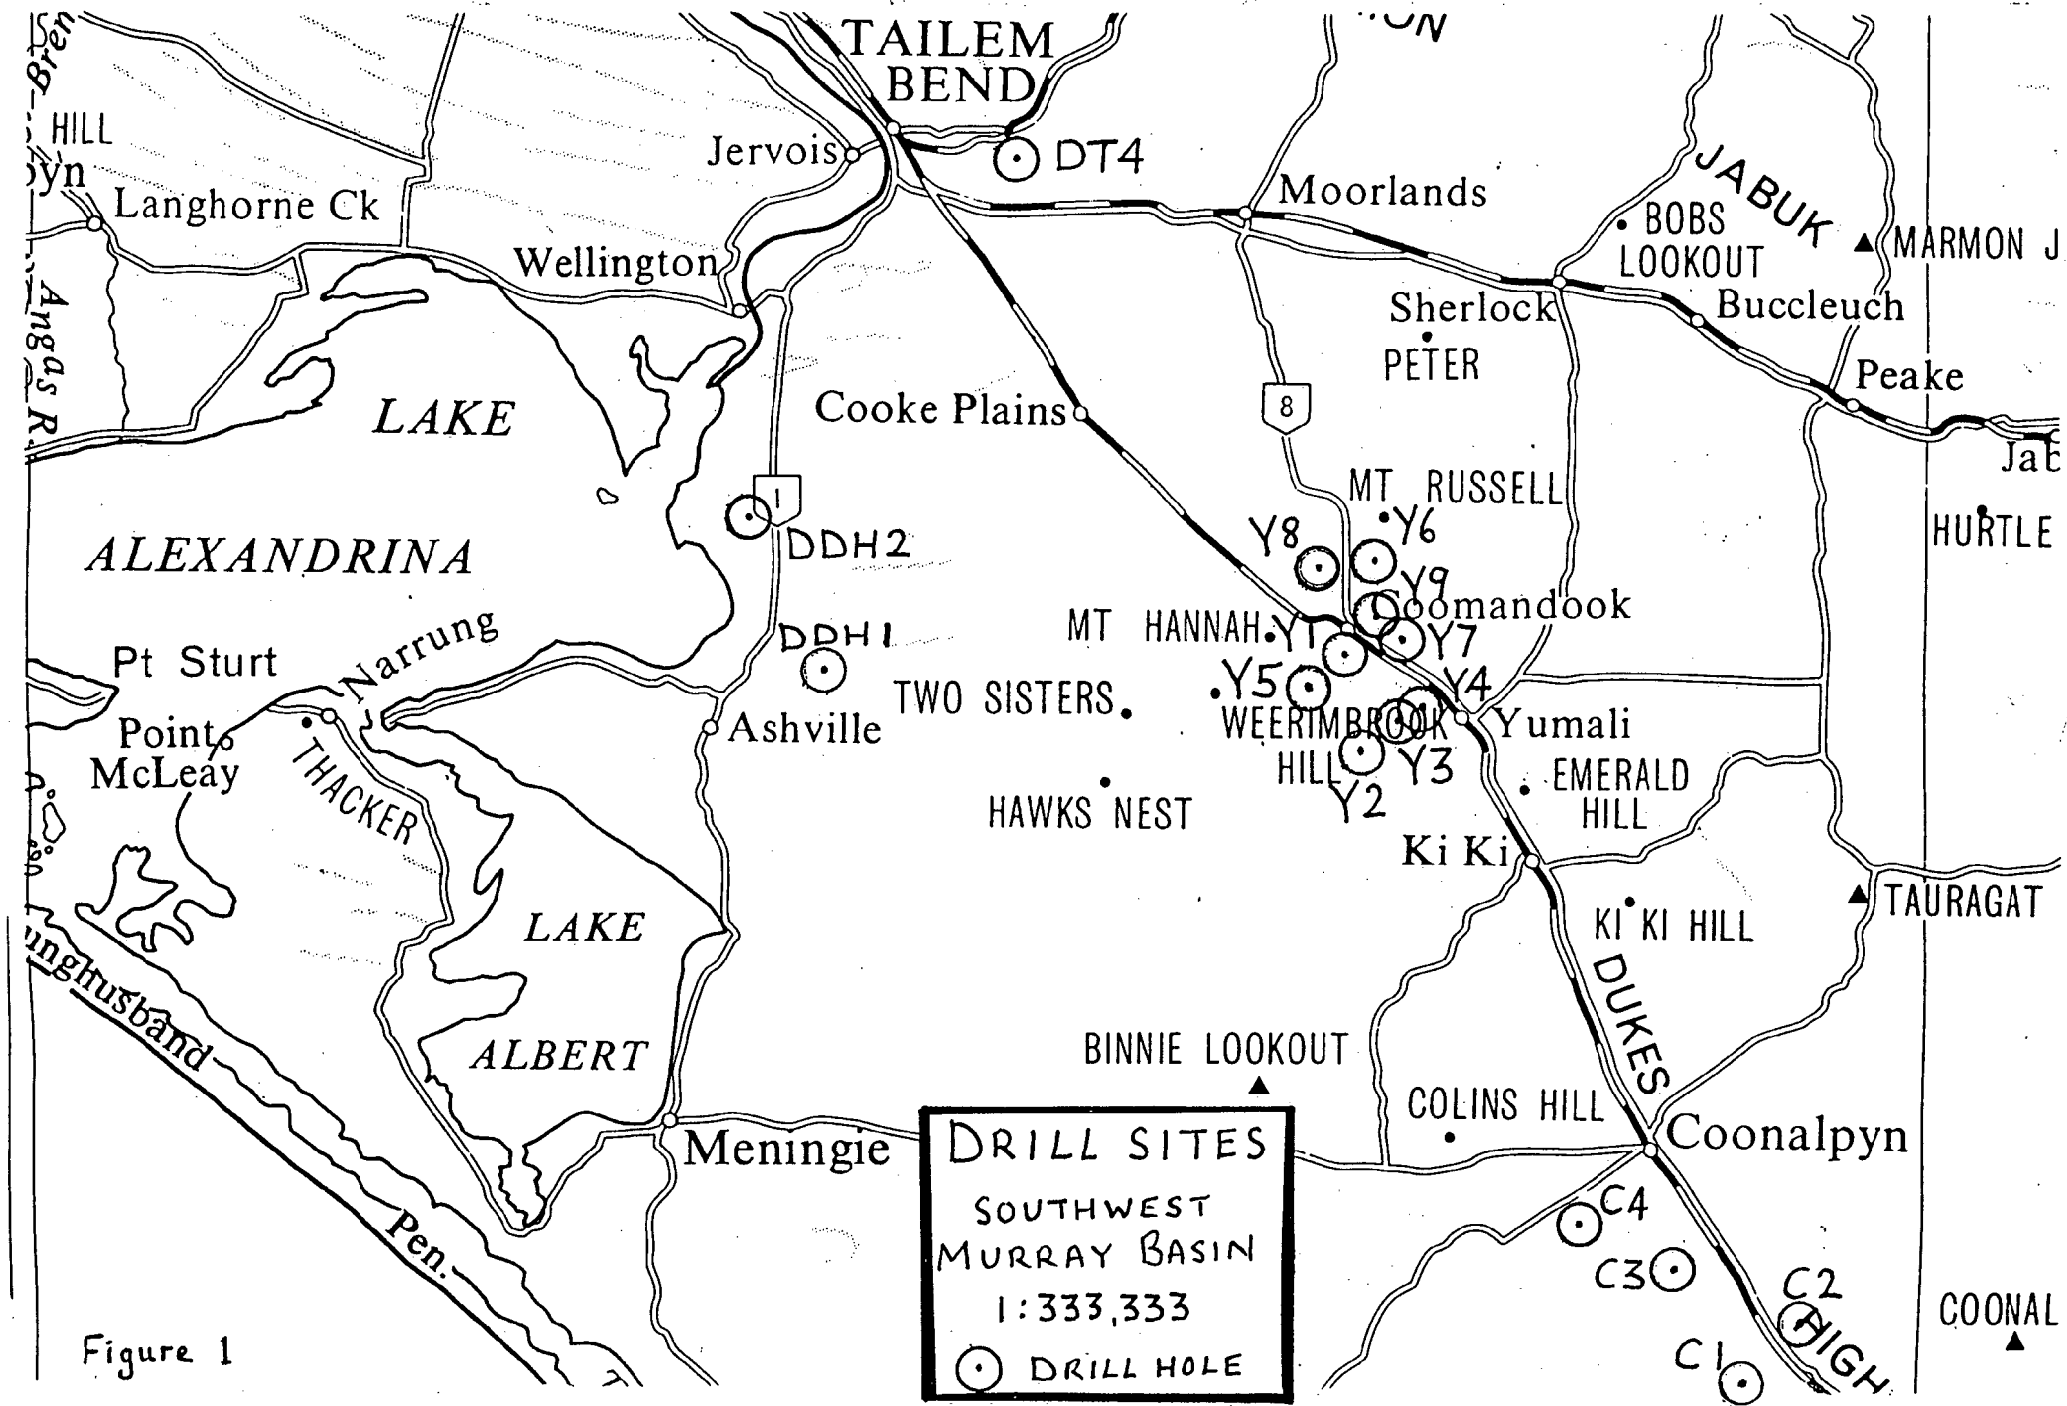 TAILEM
BEND
Bren
HILL
Jervois
DT4
JABUK
Moorlands
Langhorne Ck
BOBS
LOOKOUT
MARMON J
Wellington
Angas R.
Sherlock
Buccleuch
PETER
Peake
LAKE
Cooke Plains
8
Jab
MT RUSSELL
1
HURTLE
DDH2
Y8
Y6
ALEXANDRINA
Y9
Coomandook
Narrung
MT HANNAH
Y1
Y7
DDH1
Pt Sturt
Y5
Y4
TWO SISTERS
WEERIMBROOK
HILL
Yumali
Point
McLeay
Ashville
THACKER
Y3
Y2
EMERALD
HILL
HAWKS NEST
Ki Ki
TAURAGAT
KI KI HILL
LAKE
ALBERT
unghusband
Pen.
DUKES
BINNIE LOOKOUT
COLINS HILL
Meningie
Coonalpyn
DRILL SITES
SOUTHWEST
MURRAY BASIN
1:333,333
DRILL HOLE
C4
C3
C2
C1
HIGH
COONAL
Figure 1